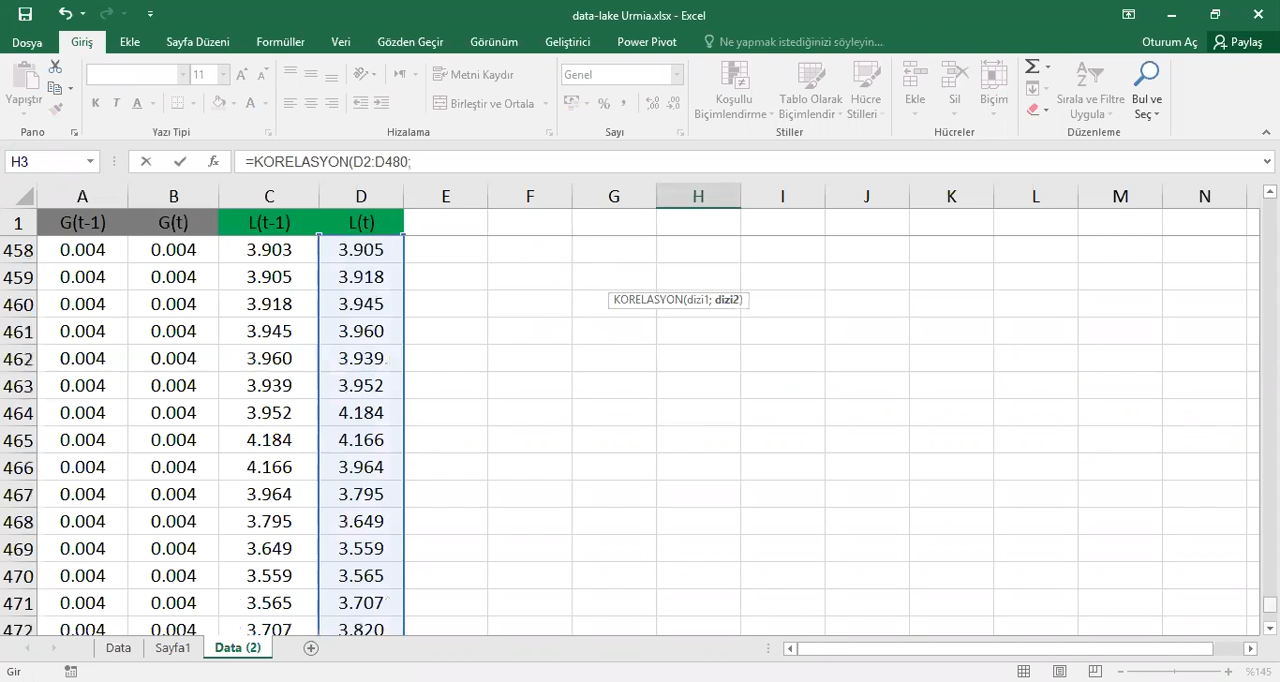 data-lake Urmia.xlsx - Excel
Dosya Giriş Ekle Sayfa Düzeni Formüller Veri Gözden Geçir Görünüm Geliştirici Power Pivot Ne yapmak istediğinizi söyleyin... Oturum Aç Paylaş
Yapıştır
11 A A
K T A A
Metni Kaydır
Birleştir ve Ortala
Genel
% ,
Koşullu
Biçimlendirme
Tablo Olarak
Biçimlendir
Hücre
Stilleri
Ekle Sil Biçim
Σ
Sırala ve Filtre
Uygula
Bul ve
Seç
Pano Yazı Tipi Hizalama Sayı Stiller Hücreler Düzenleme
H3 fx =KORELASYON(D2:D480;
A B C D E F G H I J K L M N
1 G(t-1) G(t) L(t-1) L(t)
458 0.004 0.004 3.903 3.905
459 0.004 0.004 3.905 3.918
460 0.004 0.004 3.918 3.945 KORELASYON(dizi1; dizi2)
461 0.004 0.004 3.945 3.960
462 0.004 0.004 3.960 3.939
463 0.004 0.004 3.939 3.952
464 0.004 0.004 3.952 4.184
465 0.004 0.004 4.184 4.166
466 0.004 0.004 4.166 3.964
467 0.004 0.004 3.964 3.795
468 0.004 0.004 3.795 3.649
469 0.004 0.004 3.649 3.559
470 0.004 0.004 3.559 3.565
471 0.004 0.004 3.565 3.707
472 0.004 0.004 3.707 3.820
Data Sayfa1 Data (2)
Gir %145